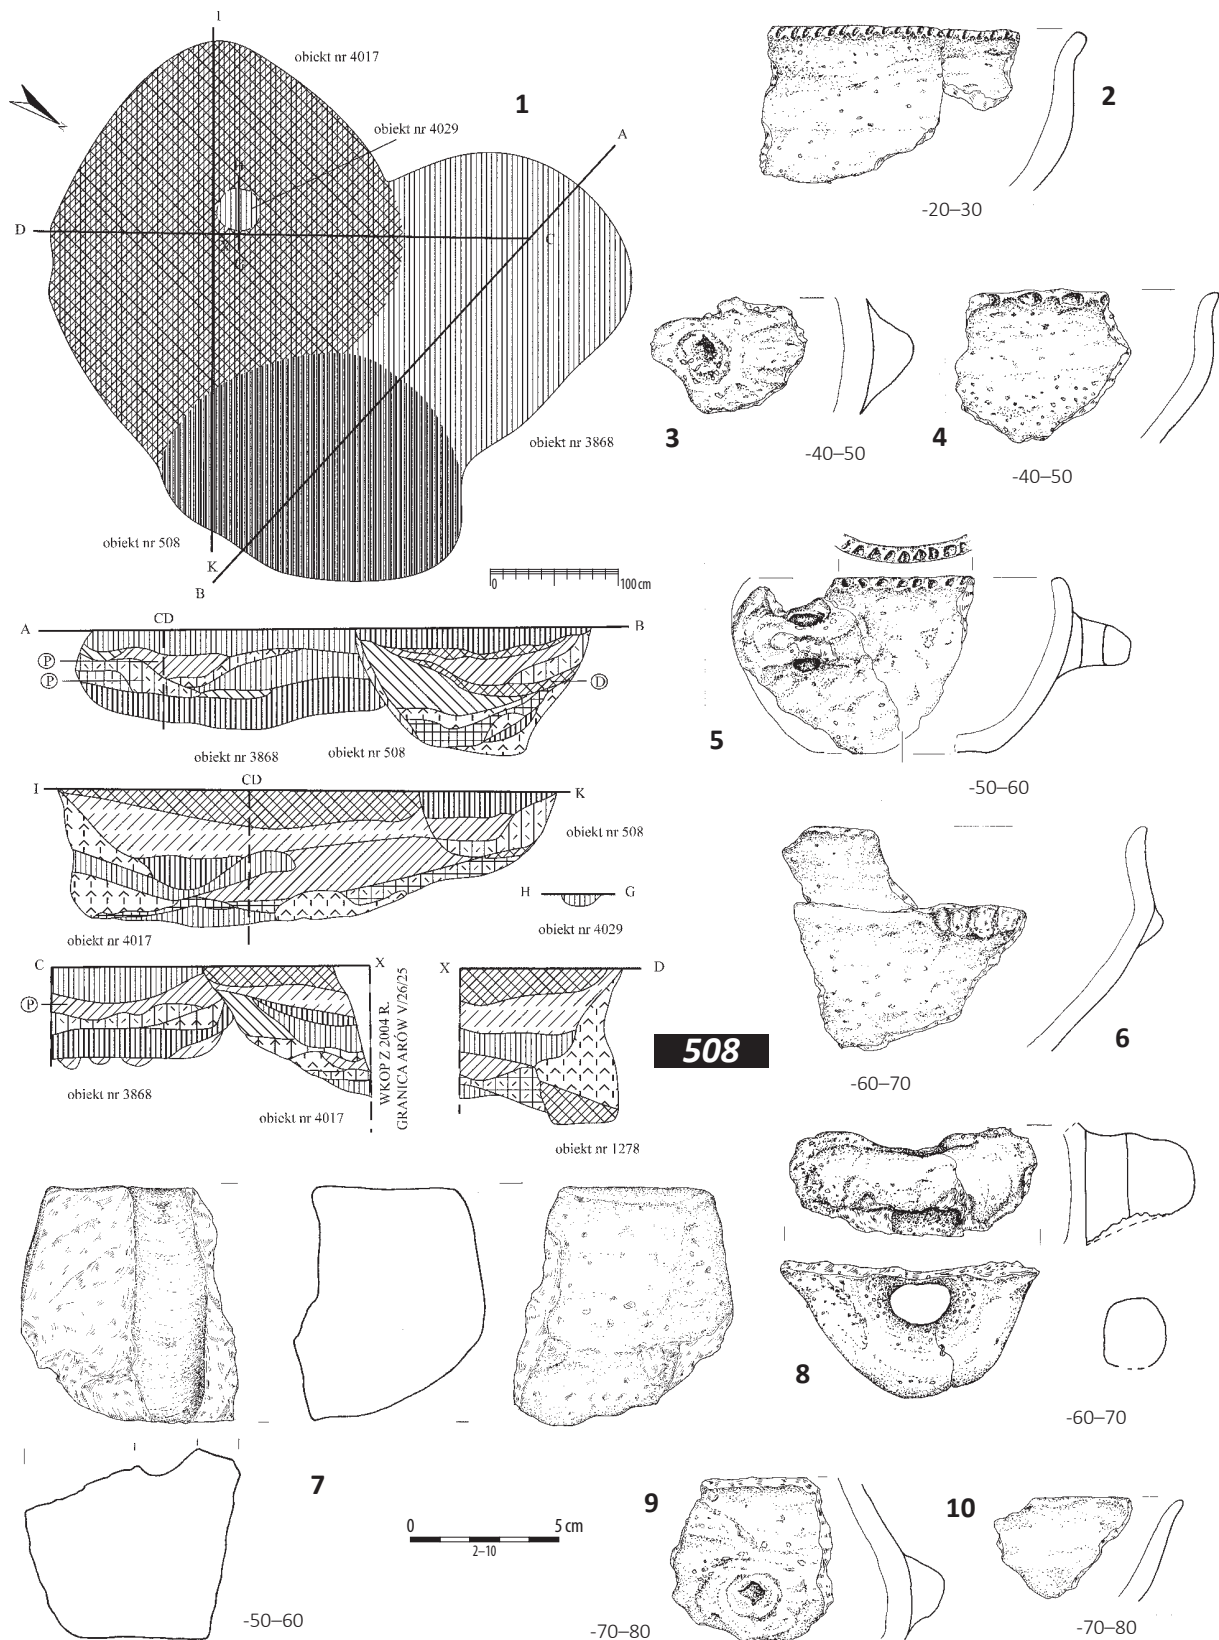 I
obiekt nr 4017
1
obiekt nr 4029
A
D
C
obiekt nr 3868
obiekt nr 508
K
B
0 100 cm
2
-20–30
3
-40–50
4
-40–50
5
-50–60
6
-60–70
A CD B
P
P
D
obiekt nr 3868
obiekt nr 508
I CD K
obiekt nr 508
H G
obiekt nr 4029
obiekt nr 4017
C X
P
WKOP Z 2004 R.
GRANICA ARÓW V/26/25
X D
obiekt nr 3868
obiekt nr 4017
obiekt nr 1278
508
7
-50–60
8
-60–70
0 5 cm
2–10
9
-70–80
10
-70–80